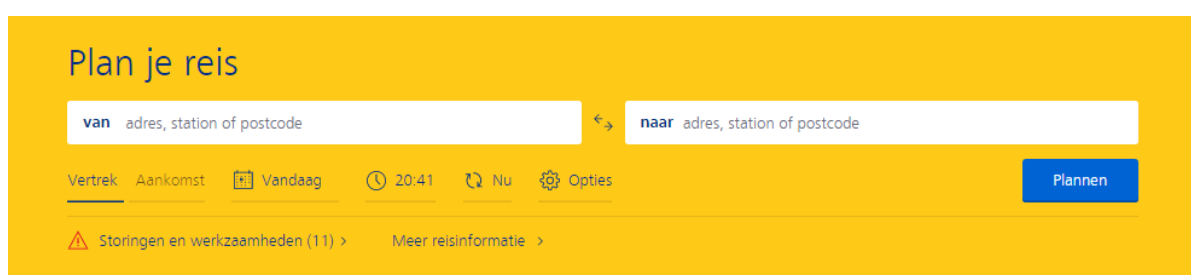 Plan je reis
van adres, station of postcode naar adres, station of postcode
Vertrek Aankomst Vandaag 20:41 Nu Opties Plannen
Storingen en werkzaamheden (11) > Meer reisinformatie >